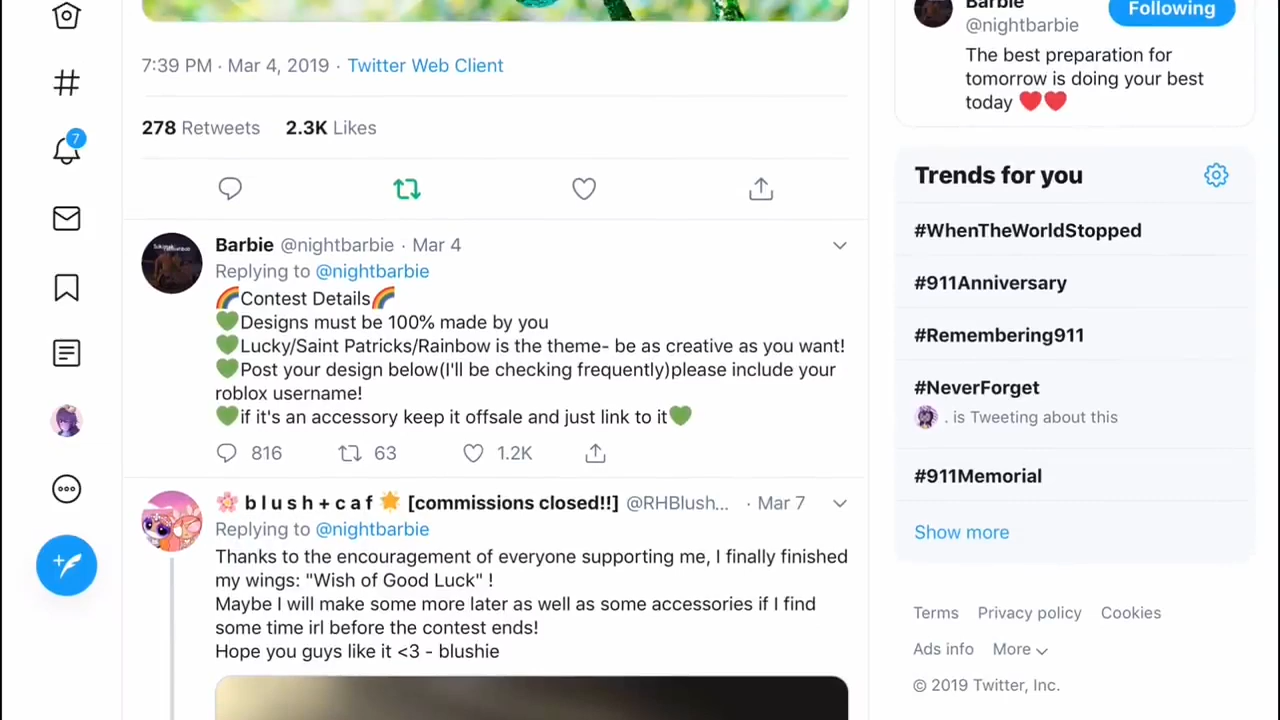 7:39 PM · Mar 4, 2019 · Twitter Web Client
278 Retweets 2.3K Likes
Barbie @nightbarbie · Mar 4
Replying to @nightbarbie
🌈Contest Details🌈
💚Designs must be 100% made by you
💚Lucky/Saint Patricks/Rainbow is the theme- be as creative as you want!
💚Post your design below(I'll be checking frequently)please include your
roblox username!
💚if it's an accessory keep it offsale and just link to it💚
816 63 1.2K
🌸 b l u s h + c a f 🌟 [commissions closed!!] @RHBlush... · Mar 7
Replying to @nightbarbie
Thanks to the encouragement of everyone supporting me, I finally finished
my wings: "Wish of Good Luck" !
Maybe I will make some more later as well as some accessories if I find
some time irl before the contest ends!
Hope you guys like it <3 - blushie
7
Barbie
@nightbarbie
Following
The best preparation for
tomorrow is doing your best
today ❤️❤️
Trends for you
#WhenTheWorldStopped
#911Anniversary
#Remembering911
#NeverForget
. is Tweeting about this
#911Memorial
Show more
Terms Privacy policy Cookies
Ads info More
© 2019 Twitter, Inc.